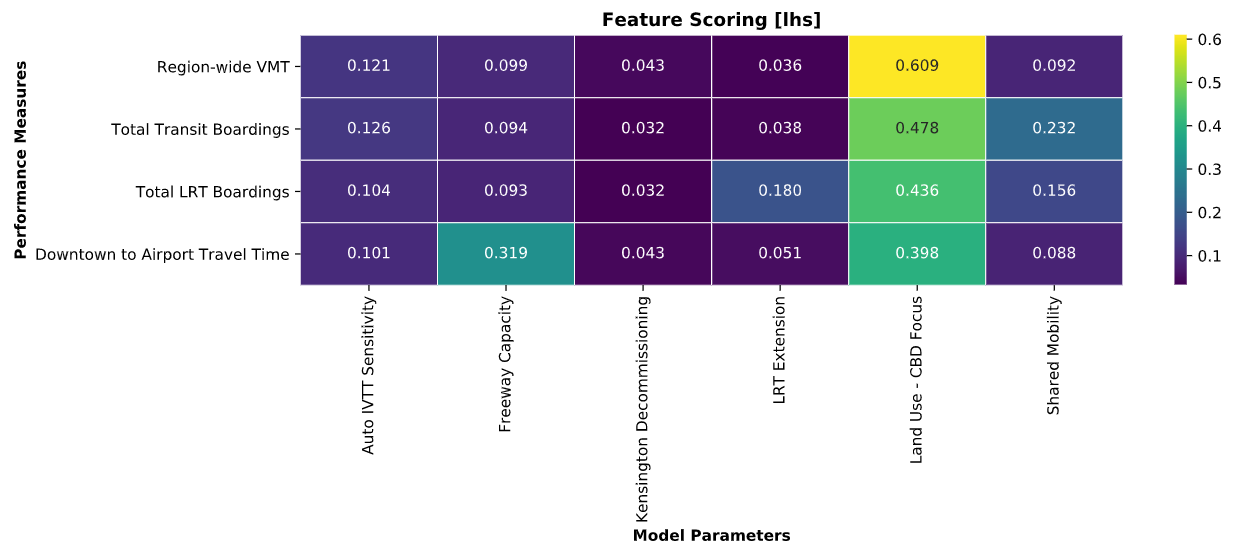 Feature Scoring [lhs]
Performance Measures
Region-wide VMT 0.121 0.099 0.043 0.036 0.609 0.092
Total Transit Boardings 0.126 0.094 0.032 0.038 0.478 0.232
Total LRT Boardings 0.104 0.093 0.032 0.180 0.436 0.156
Downtown to Airport Travel Time 0.101 0.319 0.043 0.051 0.398 0.088
Auto IVTT Sensitivity
Freeway Capacity
Kensington Decommissioning
LRT Extension
Land Use - CBD Focus
Shared Mobility
Model Parameters
0.6
0.5
0.4
0.3
0.2
0.1